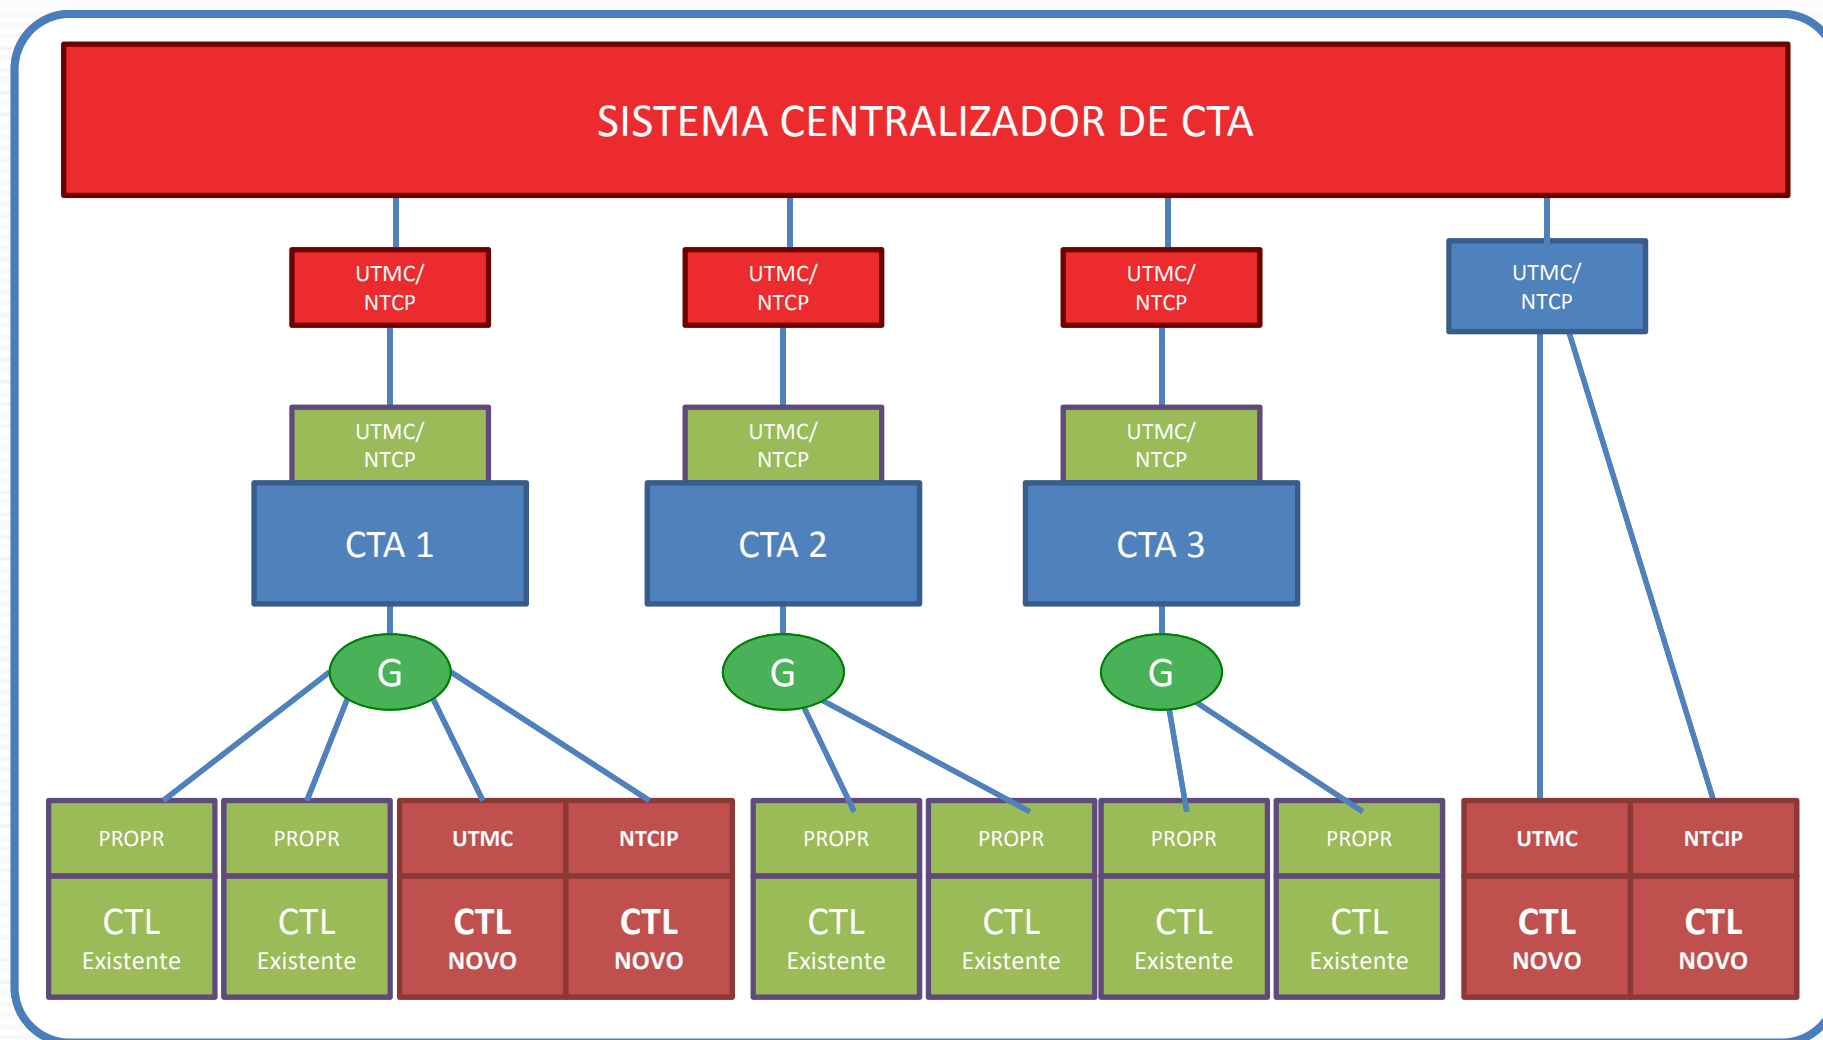 SISTEMA CENTRALIZADOR DE CTA
UTMC/
NTCP
UTMC/
NTCP
UTMC/
NTCP
UTMC/
NTCP
UTMC/
NTCP
UTMC/
NTCP
UTMC/
NTCP
CTA 1
CTA 2
CTA 3
G
G
G
PROPR
PROPR
UTMC
NTCIP
PROPR
PROPR
PROPR
PROPR
UTMC
NTCIP
CTL
Existente
CTL
Existente
CTL
NOVO
CTL
NOVO
CTL
Existente
CTL
Existente
CTL
Existente
CTL
Existente
CTL
NOVO
CTL
NOVO